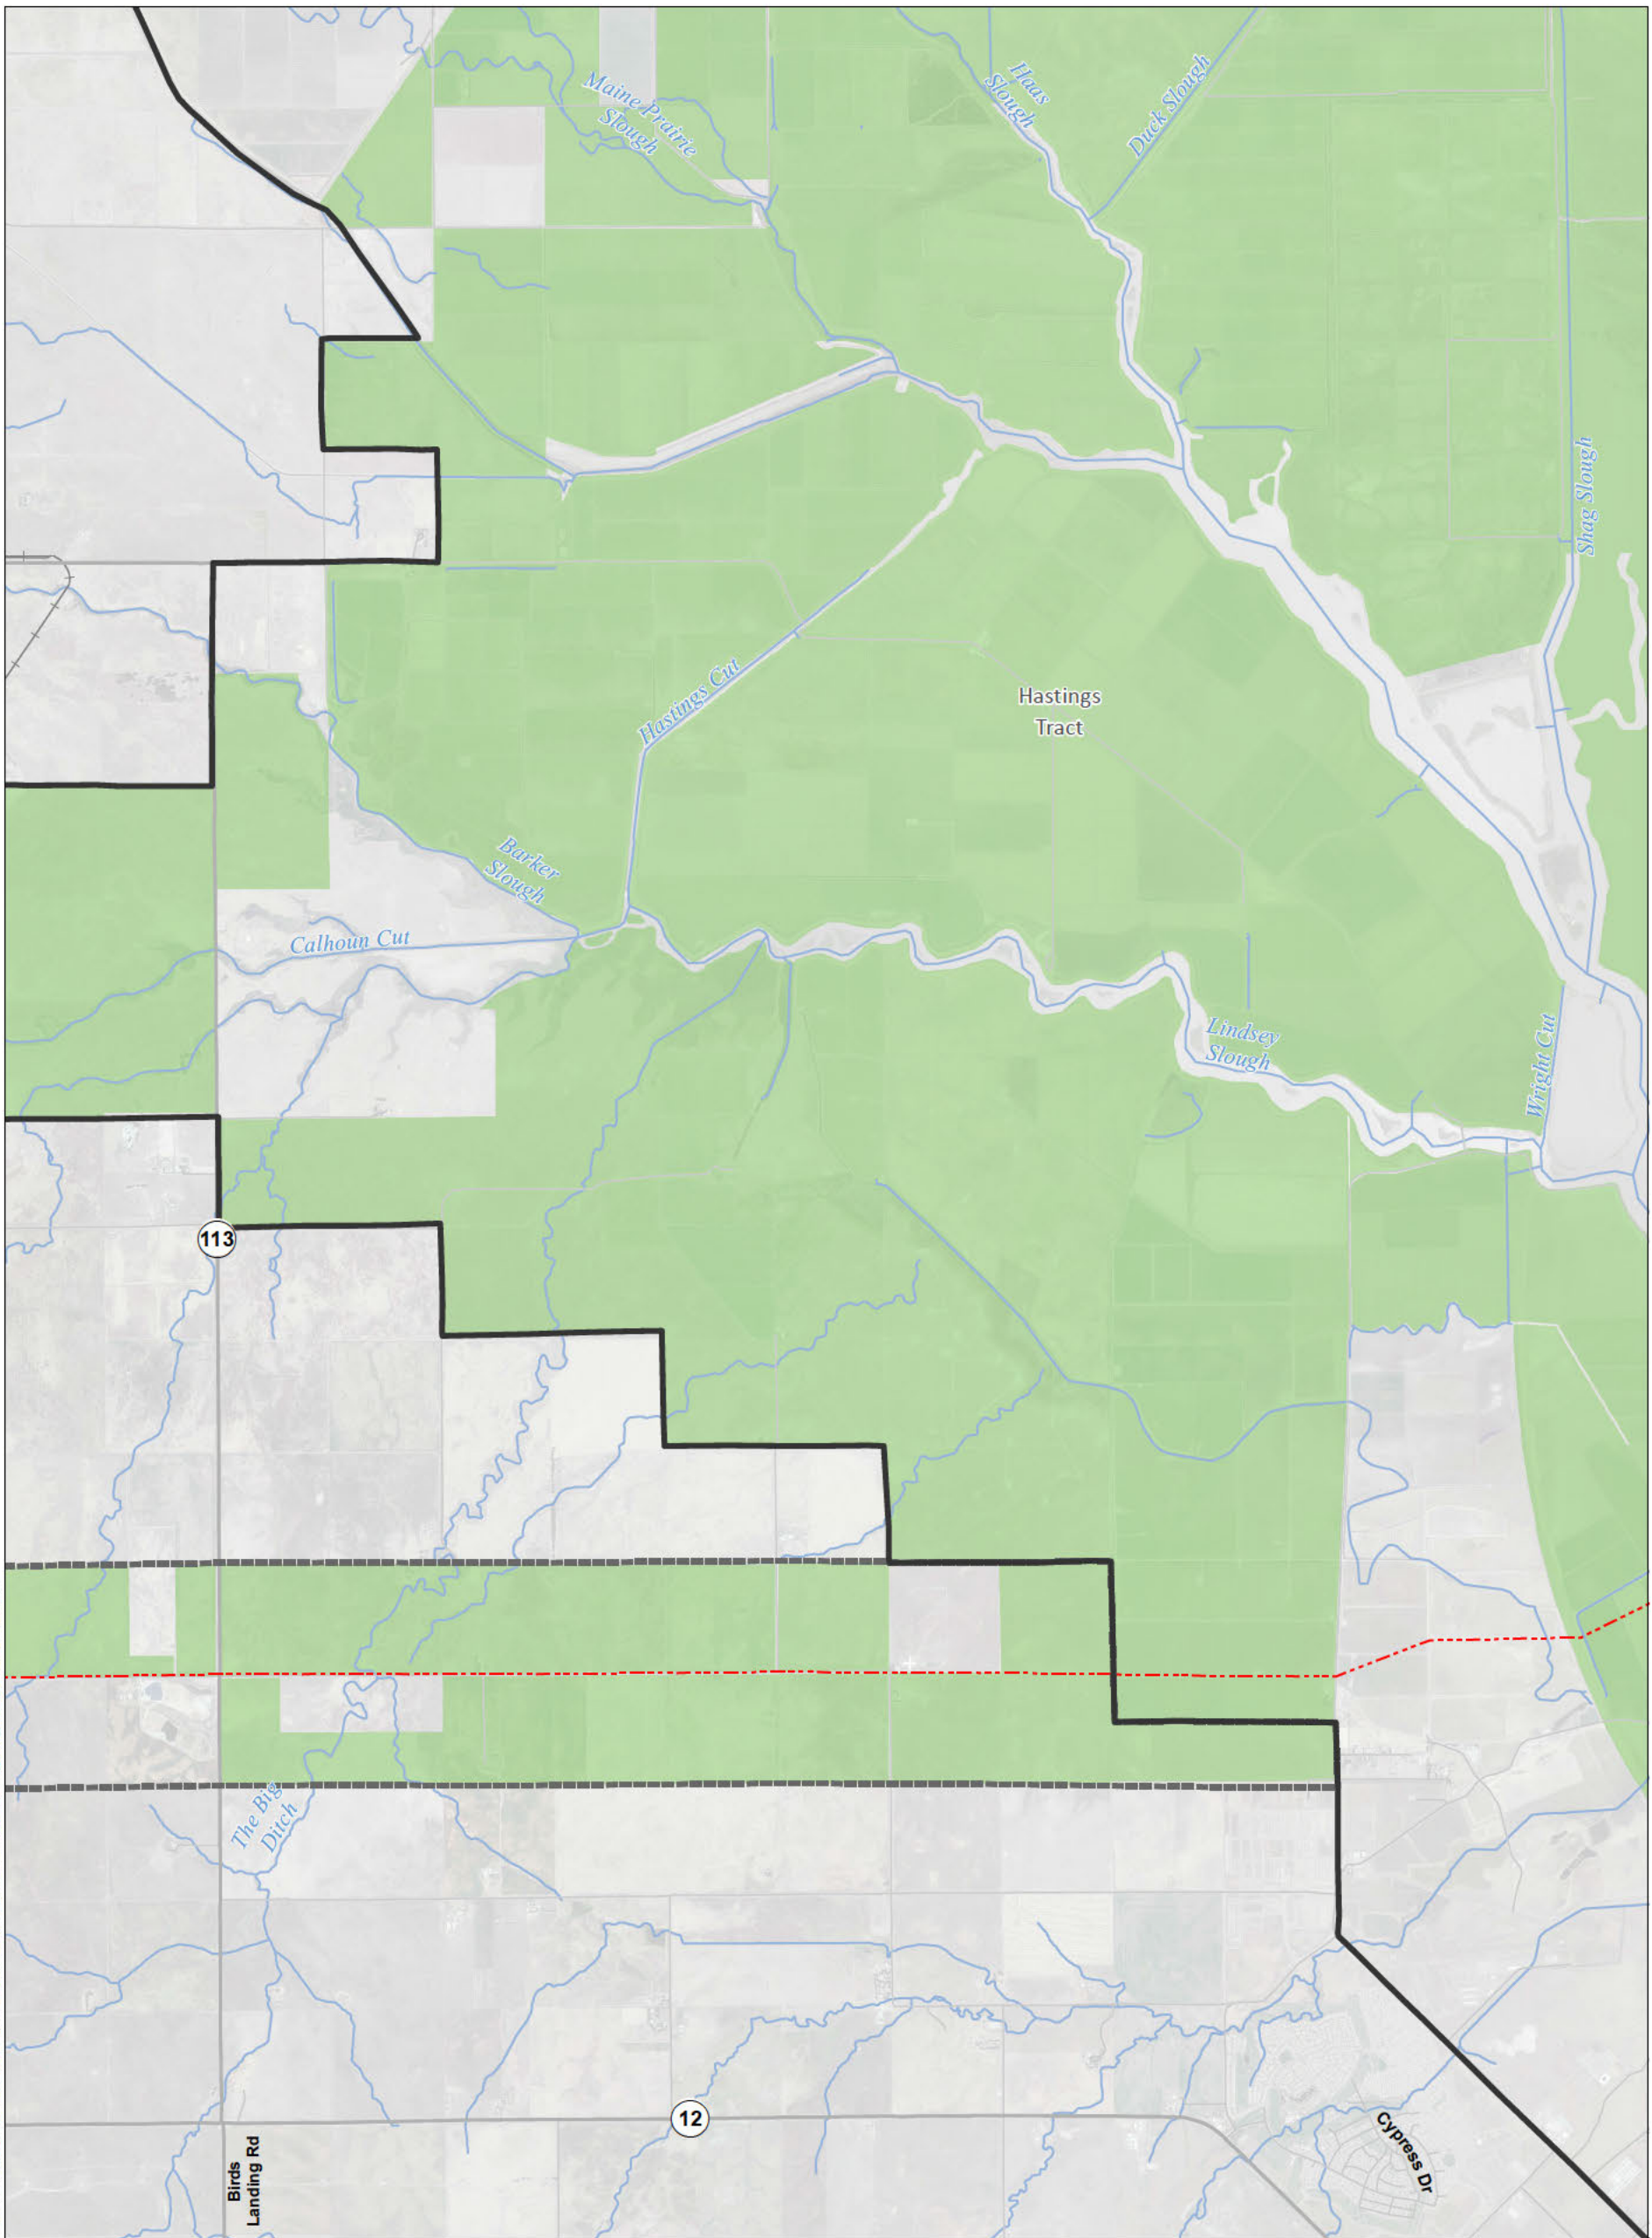 Haas
Slough
Duck Slough
Maine Prairie
Slough
Shag Slough
Hastings Cut
Hastings
Tract
Barker
Slough
Calhoun Cut
Lindsey
Slough
Wright Cut
113
The Big
Ditch
12
Birds
Landing Rd
Cypress Dr